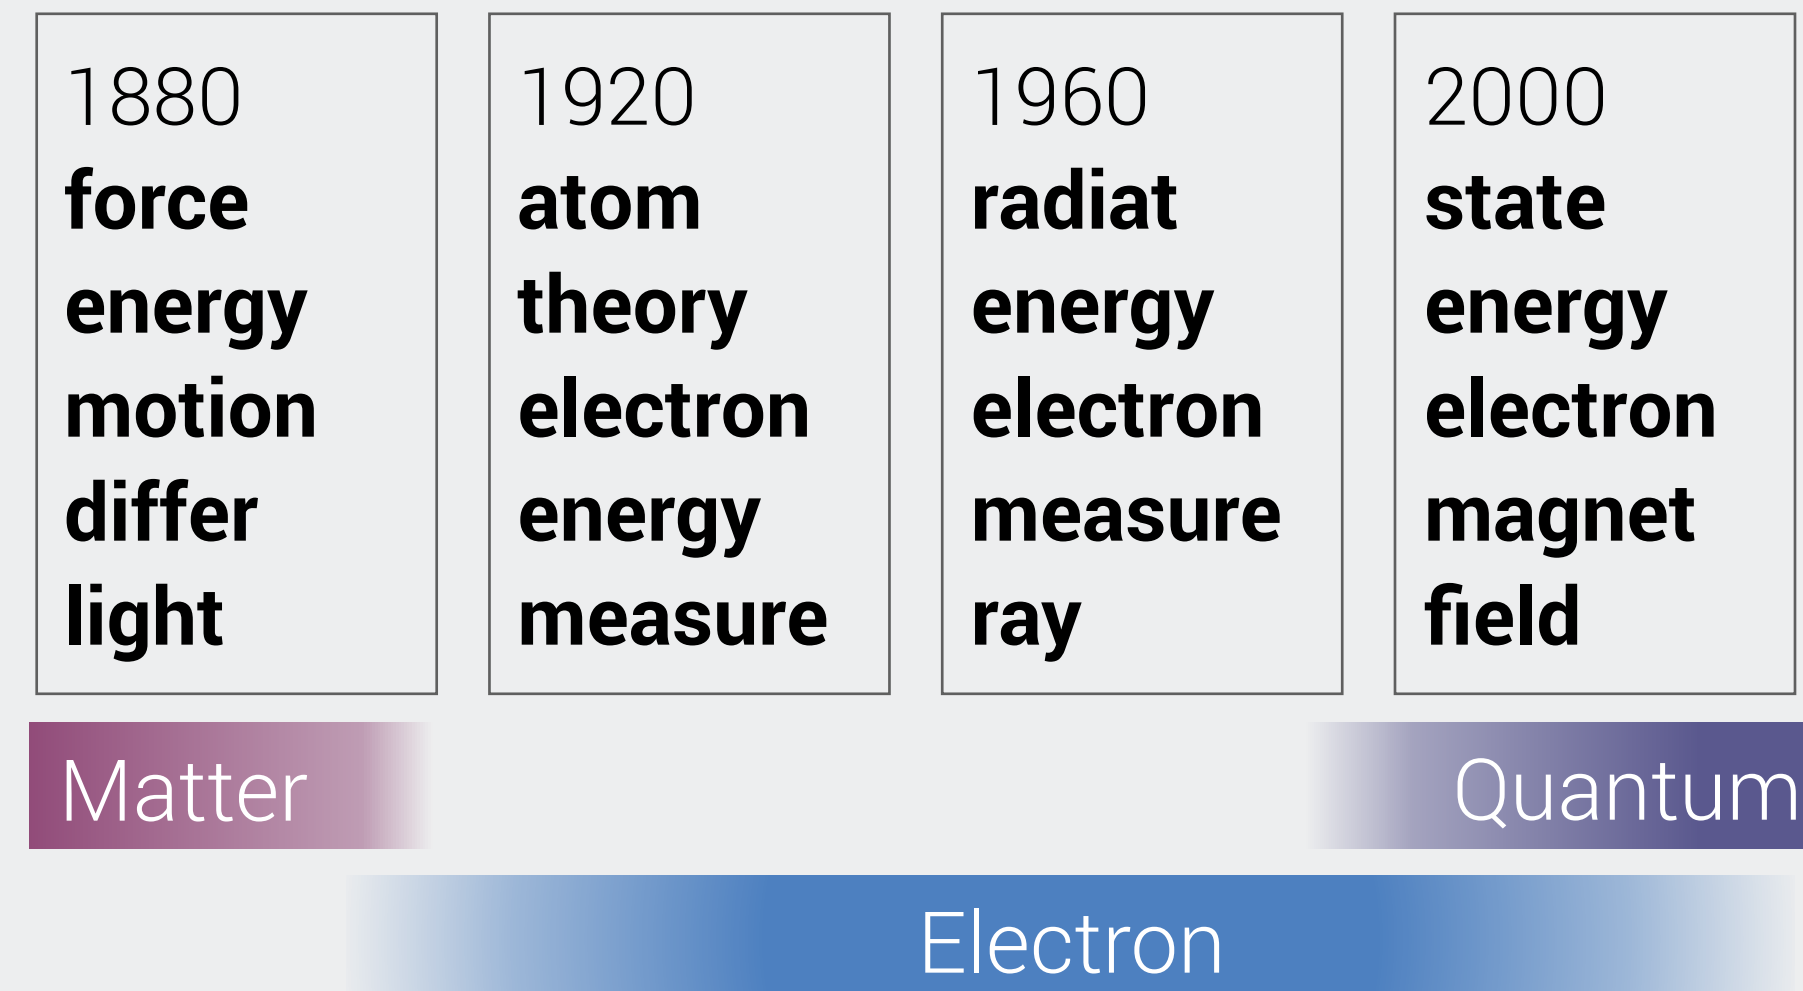 1880
force
energy
motion
differ
light
1920
atom
theory
electron
energy
measure
1960
radiat
energy
electron
measure
ray
2000
state
energy
electron
magnet
field
Matter
Quantum
Electron